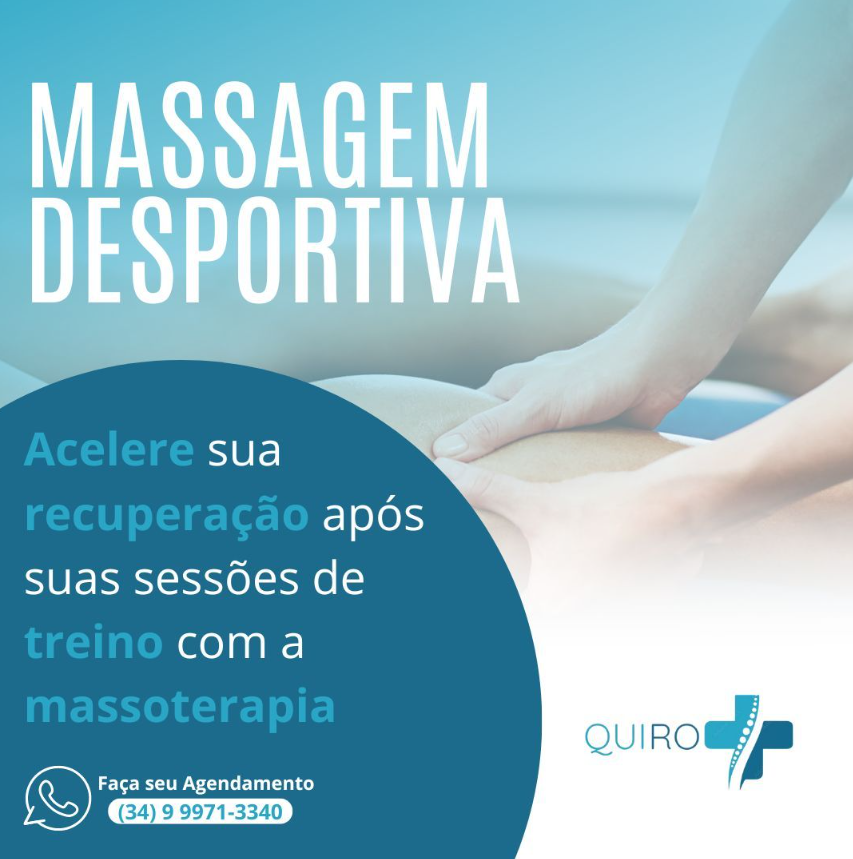 MASSAGEM
DESPORTIVA
Acelere sua
recuperação após
suas sessões de
treino com a
massoterapia
Faça seu Agendamento
(34) 9 9971-3340
QUIRO